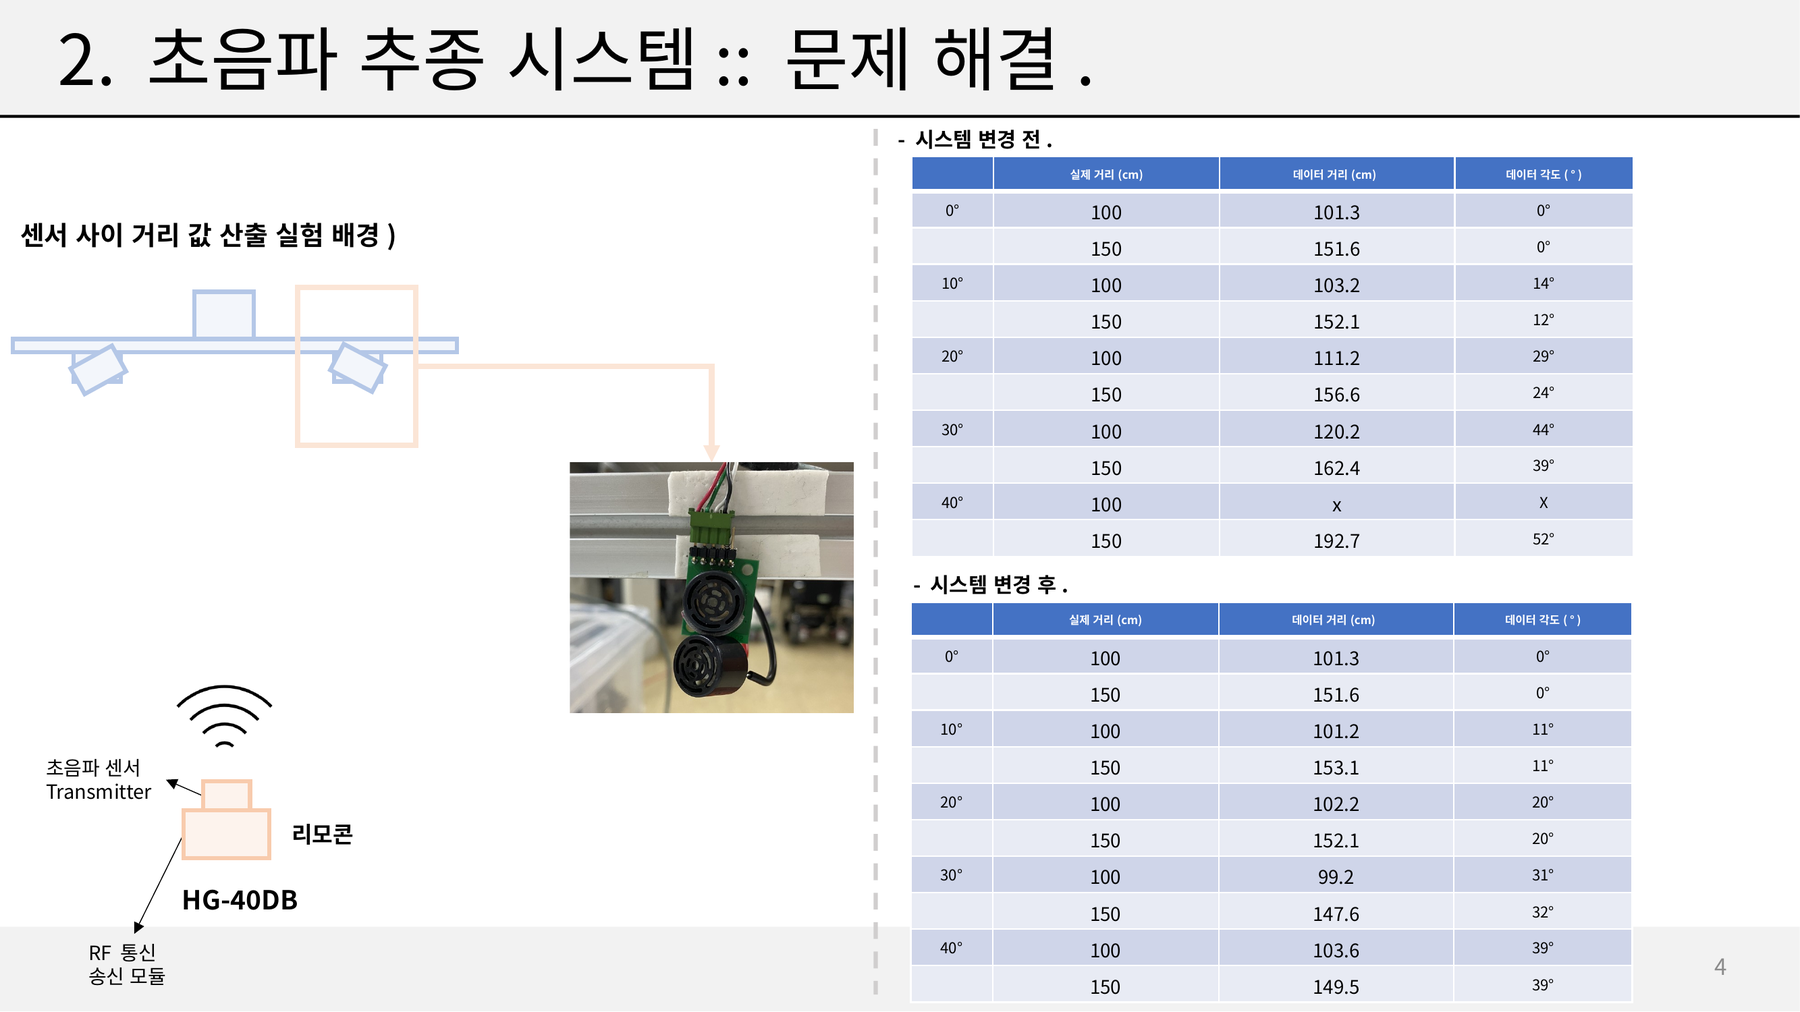 2. 초음파 추종 시스템 :: 문제 해결 .
센서 사이 거리 값 산출 실험 배경 )
초음파 센서
Transmitter
리모콘
HG-40DB
RF 통신
송신 모듈
- 시스템 변경 전 .
실제 거리 (cm) 데이터 거리 (cm) 데이터 각도 ( ° )
0° 100 101.3 0°
150 151.6 0°
10° 100 103.2 14°
150 152.1 12°
20° 100 111.2 29°
150 156.6 24°
30° 100 120.2 44°
150 162.4 39°
40° 100 x X
150 192.7 52°
- 시스템 변경 후 .
실제 거리 (cm) 데이터 거리 (cm) 데이터 각도 ( ° )
0° 100 101.3 0°
150 151.6 0°
10° 100 101.2 11°
150 153.1 11°
20° 100 102.2 20°
150 152.1 20°
30° 100 99.2 31°
150 147.6 32°
40° 100 103.6 39°
150 149.5 39°
4